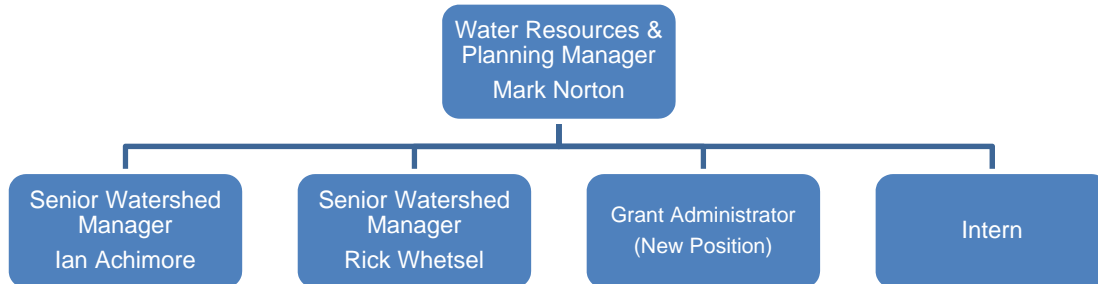 Water Resources &
Planning Manager
Mark Norton
Senior Watershed
Manager
Ian Achimore
Senior Watershed
Manager
Rick Whetsel
Grant Administrator
(New Position)
Intern